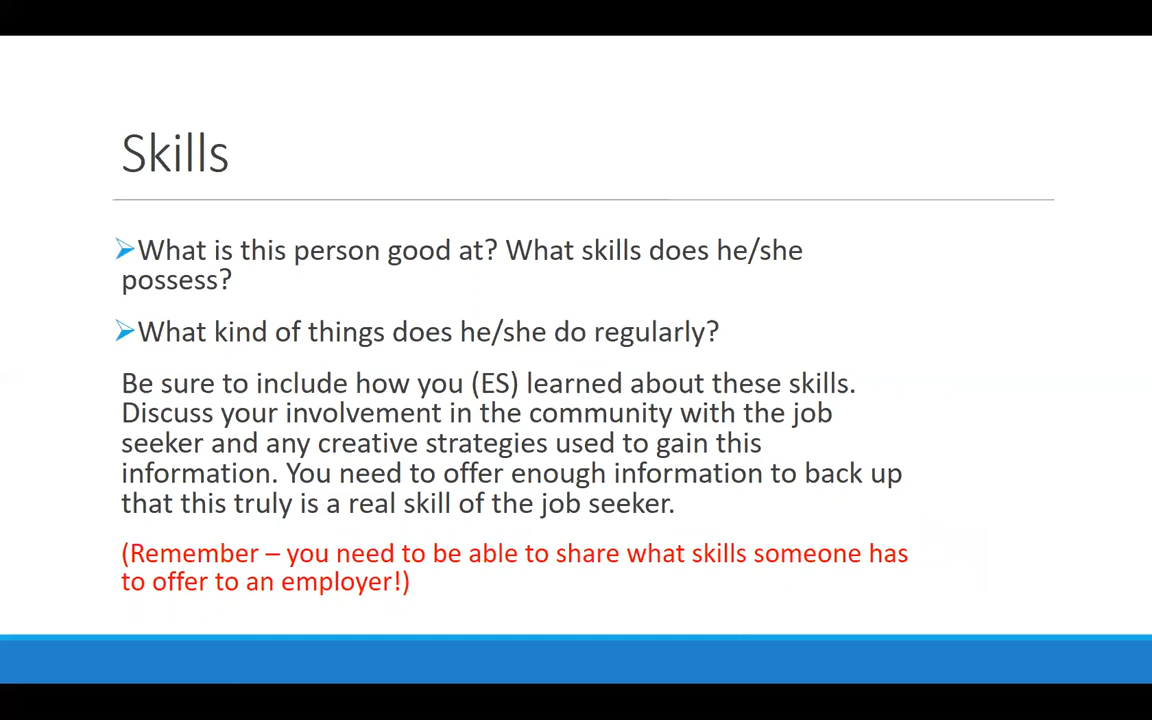 Skills
What is this person good at? What skills does he/she
possess?
What kind of things does he/she do regularly?
Be sure to include how you (ES) learned about these skills.
Discuss your involvement in the community with the job
seeker and any creative strategies used to gain this
information. You need to offer enough information to back up
that this truly is a real skill of the job seeker.
(Remember – you need to be able to share what skills someone has
to offer to an employer!)